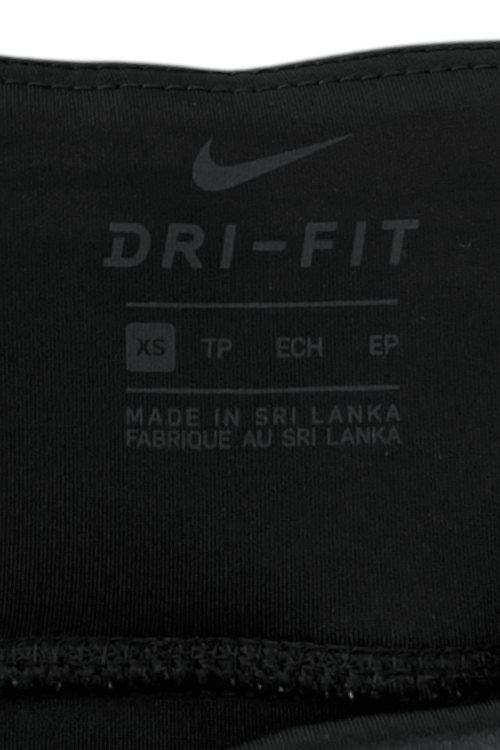 DRI-FIT
XS TP ECH EP
MADE IN SRI LANKA
FABRIQUE AU SRI LANKA